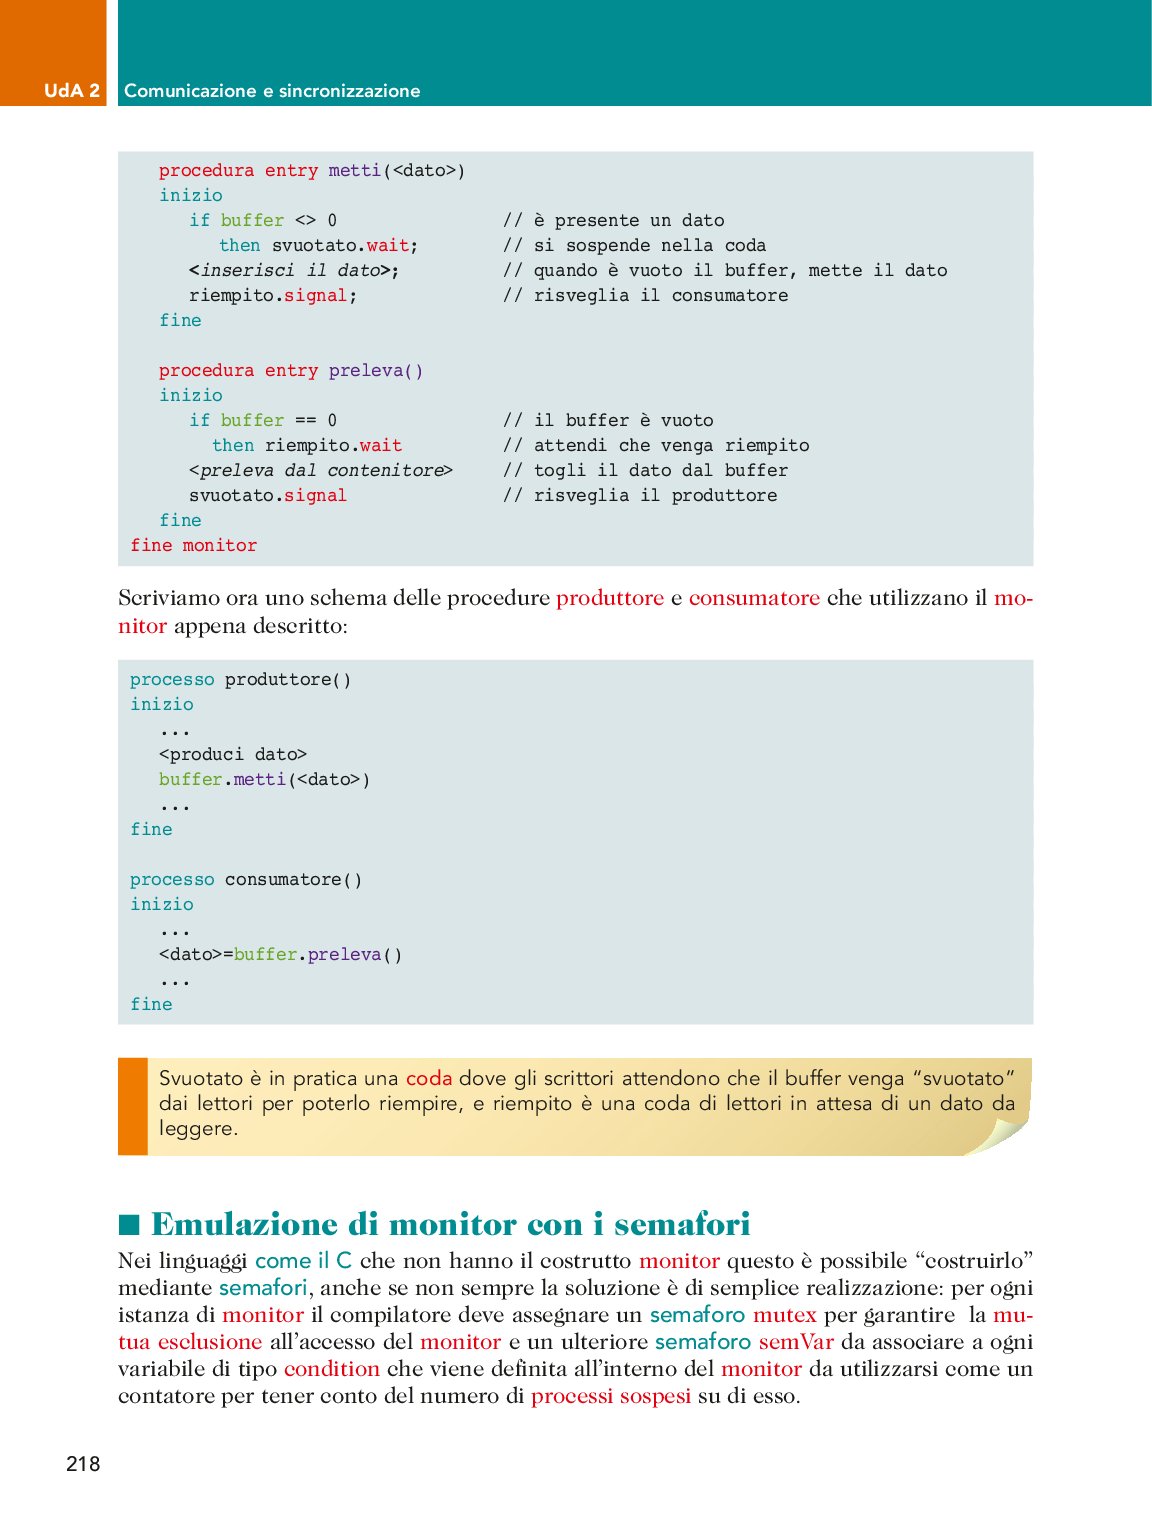 UdA 2 Comunicazione e sincronizzazione
procedura entry metti(<dato>)
inizio
if buffer <> 0 // è presente un dato
then svuotato.wait; // si sospende nella coda
<inserisci il dato>; // quando è vuoto il buffer, mette il dato
riempito.signal; // risveglia il consumatore
fine
procedura entry preleva()
inizio
if buffer == 0 // il buffer è vuoto
then riempito.wait // attendi che venga riempito
<preleva dal contenitore> // togli il dato dal buffer
svuotato.signal // risveglia il produttore
fine
fine monitor
Scriviamo ora uno schema delle procedure produttore e consumatore che utilizzano il mo-
nitor appena descritto:
processo produttore()
inizio
...
<produci dato>
buffer.metti(<dato>)
...
fine
processo consumatore()
inizio
...
<dato>=buffer.preleva()
...
fine
Svuotato è in pratica una coda dove gli scrittori attendono che il buffer venga “svuotato”
dai lettori per poterlo riempire, e riempito è una coda di lettori in attesa di un dato da
leggere.
■ Emulazione di monitor con i semafori
Nei linguaggi come il C che non hanno il costrutto monitor questo è possibile “costruirlo”
mediante semafori, anche se non sempre la soluzione è di semplice realizzazione: per ogni
istanza di monitor il compilatore deve assegnare un semaforo mutex per garantire la mu-
tua esclusione all’accesso del monitor e un ulteriore semaforo semVar da associare a ogni
variabile di tipo condition che viene definita all’interno del monitor da utilizzarsi come un
contatore per tener conto del numero di processi sospesi su di esso.
218